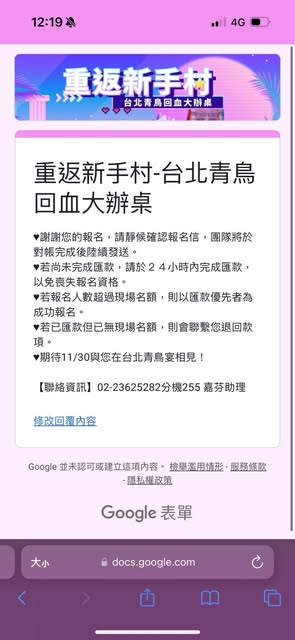 12:19
4G
重返新手村
台北青鳥回血大辦桌
重返新手村-台北青鳥
回血大辦桌
♥謝謝您的報名，請靜候確認報名信，團隊將於
對帳完成後陸續發送。
♥若尚未完成匯款，請於２４小時內完成匯款，
以免喪失報名資格。
♥若報名人數超過現場名額，則以匯款優先者為
成功報名。
♥若已匯款但已無現場名額，則會聯繫您退回款
項。
♥期待11/30與您在台北青鳥宴相見！
【聯絡資訊】02-23625282分機255 嘉芬助理
修改回覆內容
Google 並未認可或建立這項內容。 檢舉濫用情形 - 服務條款
- 隱私權政策
Google 表單
大小
docs.google.com